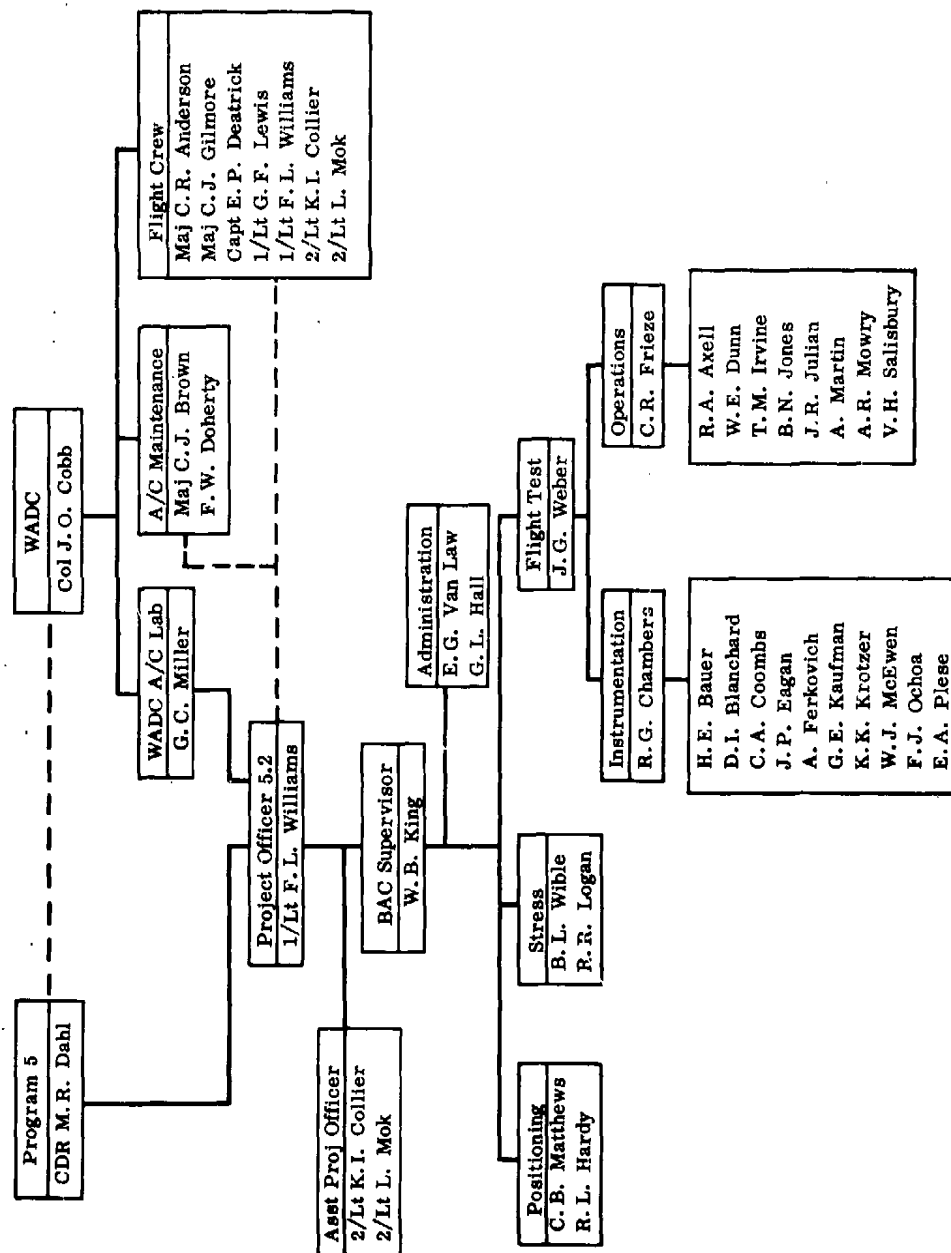 Program 5
CDR M. R. Dahl
WADC
Col J. O. Cobb
WADC A/C Lab
G. C. Miller
A/C Maintenance
Maj C. J. Brown
F. W. Doherty
Flight Crew
Maj C. R. Anderson
Maj C. J. Gilmore
Capt E. P. Deatrick
1/Lt G. F. Lewis
1/Lt F. L. Williams
2/Lt K. I. Collier
2/Lt L. Mok
Project Officer 5.2
1/Lt F. L. Williams
Asst Proj Officer
2/Lt K. I. Collier
2/Lt L. Mok
BAC Supervisor
W. B. King
Administration
E. G. Van Law
G. L. Hall
Positioning
C. B. Matthews
R. L. Hardy
Stress
B. L. Wible
R. R. Logan
Flight Test
J. G. Weber
Instrumentation
R. G. Chambers
H. E. Bauer
D. I. Blanchard
C. A. Coombs
J. P. Eagan
A. Ferkovich
G. E. Kaufman
K. K. Krotzer
W. J. McEwen
F. J. Ochoa
E. A. Plese
Operations
C. R. Frieze
R. A. Axell
W. E. Dunn
T. M. Irvine
B. N. Jones
J. R. Julian
A. Martin
A. R. Mowry
V. H. Salisbury